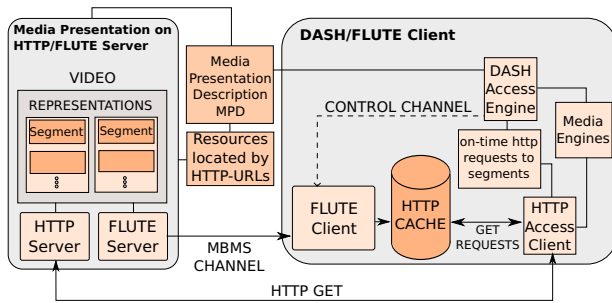 Media Presentation on
HTTP/FLUTE Server
VIDEO
REPRESENTATIONS
Segment
Segment
HTTP
Server
FLUTE
Server
Media
Presentation
Description
MPD
Resources
located by
HTTP-URLs
MBMS
CHANNEL
HTTP GET
DASH/FLUTE Client
CONTROL CHANNEL
DASH
Access
Engine
Media
Engines
on-time http
requests to
segments
FLUTE
Client
HTTP
CACHE
GET
REQUESTS
HTTP
Access
Client